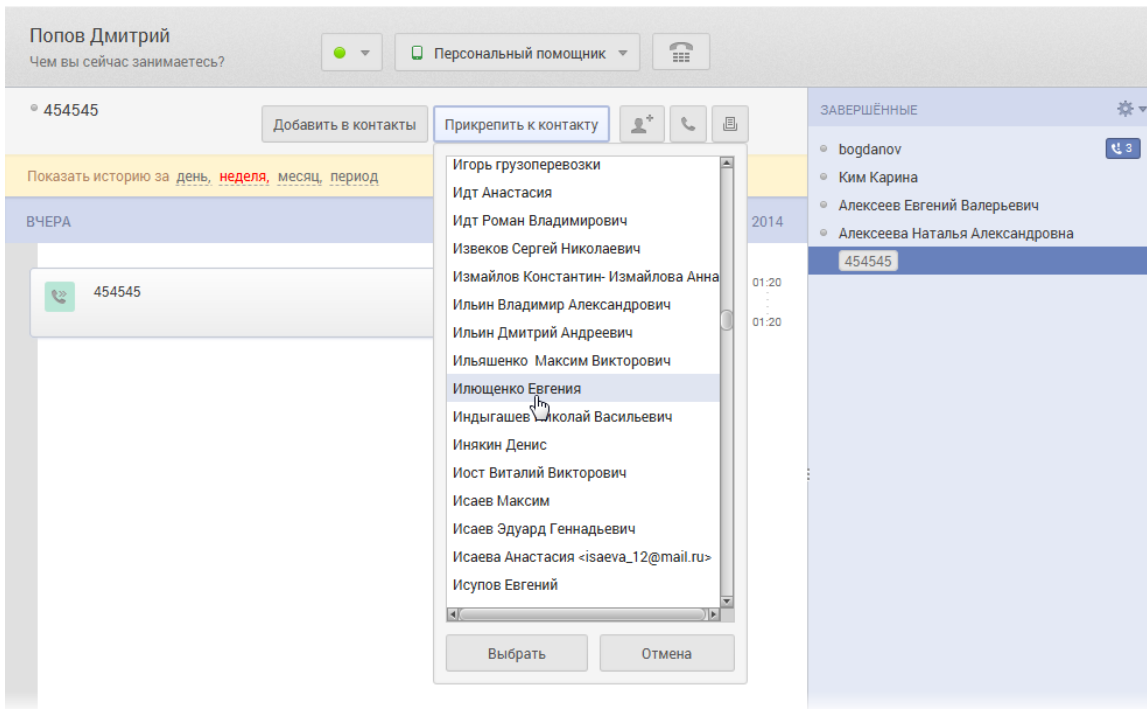 Попов Дмитрий
Чем вы сейчас занимаетесь?
Персональный помощник
454545
Добавить в контакты
Прикрепить к контакту
Показать историю за день, неделя, месяц, период
ВЧЕРА
2014
454545
01:20
01:20
Игорь грузоперевозки
Идт Анастасия
Идт Роман Владимирович
Извеков Сергей Николаевич
Измайлов Константин- Измайлова Анна
Ильин Владимир Александрович
Ильин Дмитрий Андреевич
Ильяшенко Максим Викторович
Илющенко Евгения
Индыгашев Николай Васильевич
Инякин Денис
Иост Виталий Викторович
Исаев Максим
Исаев Эдуард Геннадьевич
Исаева Анастасия <isaeva_12@mail.ru>
Исупов Евгений
Выбрать
Отмена
ЗАВЕРШЁННЫЕ
bogdanov
3
Ким Карина
Алексеев Евгений Валерьевич
Алексеева Наталья Александровна
454545